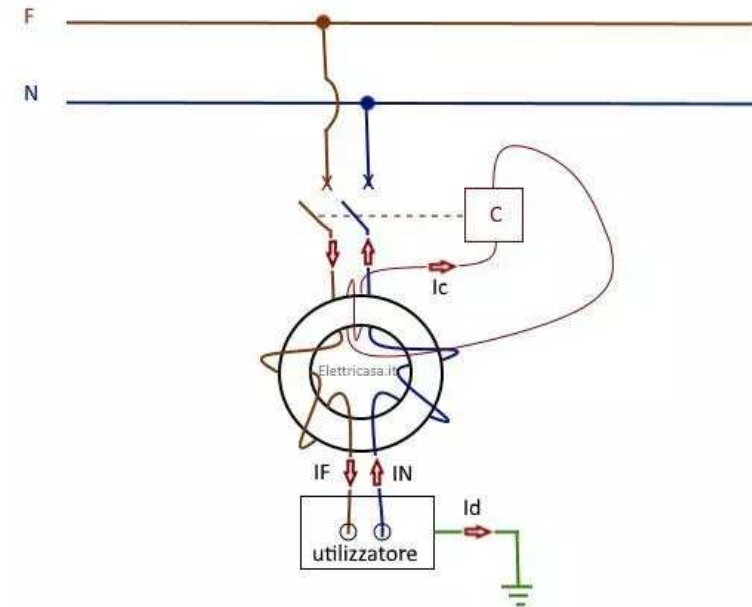 F
N
C
Ic
Elettricasa.it
IF
IN
Id
utilizzatore